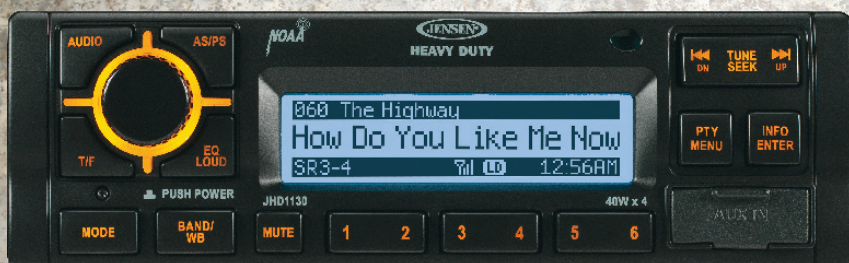 AUDIO
AS/PS
NOAA
JENSEN
HEAVY DUTY
DN
TUNE
SEEK
UP
060 The Highway
How Do You Like Me Now
SR3-4
LD
12:56AM
T/F
EQ
LOUD
PTY
MENU
INFO
ENTER
PUSH POWER
JHD1130
40W x 4
AUX IN
MODE
BAND/
WB
MUTE
1
2
3
4
5
6